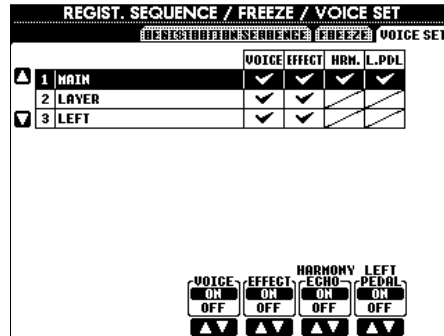 REGIST. SEQUENCE / FREEZE / VOICE SET
REGISTRATION SEQUENCE FREEZE VOICE SET
VOICE EFFECT HRM. L.PDL
1 MAIN
2 LAYER
3 LEFT
HARMONY LEFT
VOICE EFFECT ECHO PEDAL
ON ON ON ON
OFF OFF OFF OFF